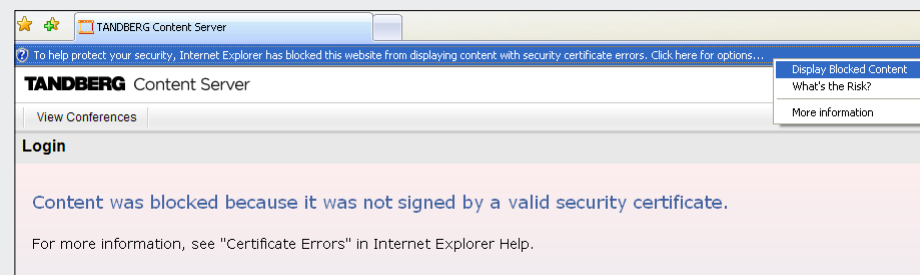 TANDBERG Content Server
To help protect your security, Internet Explorer has blocked this website from displaying content with security certificate errors. Click here for options...
Display Blocked Content
What's the Risk?
More information
TANDBERG Content Server
View Conferences
Login
Content was blocked because it was not signed by a valid security certificate.
For more information, see "Certificate Errors" in Internet Explorer Help.